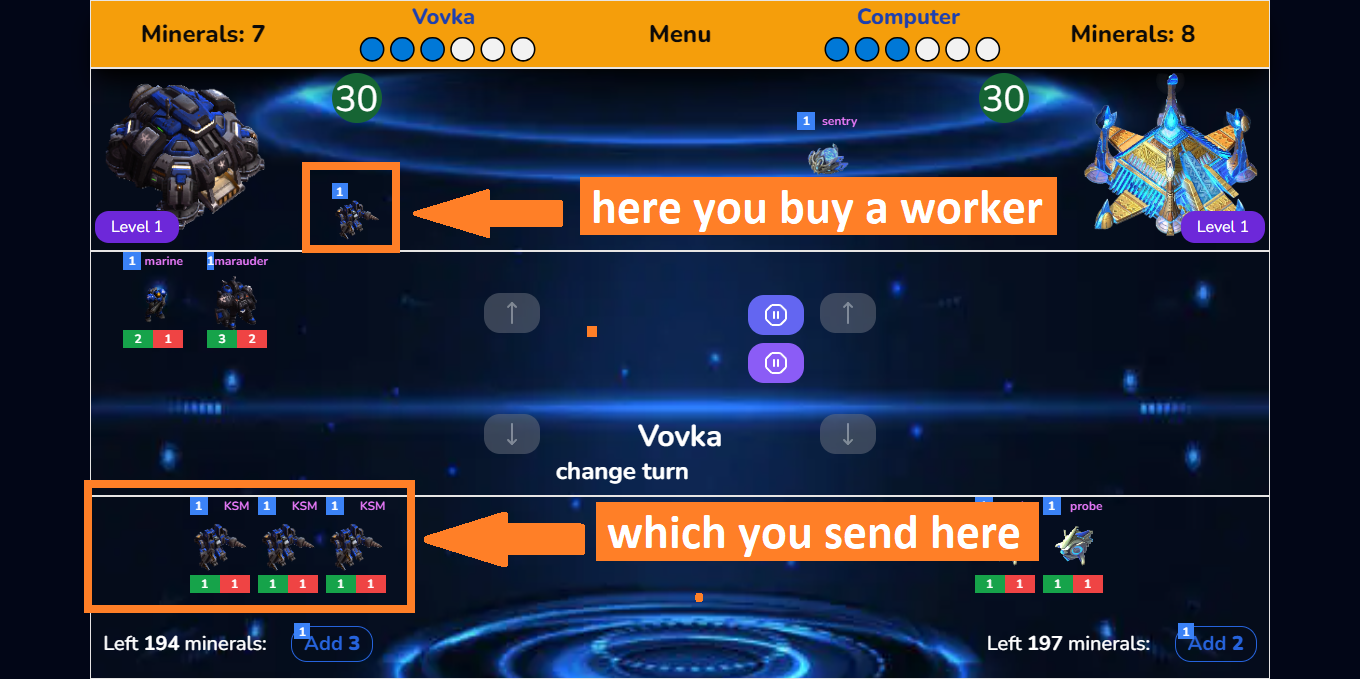 Minerals: 7
Vovka
Menu
Computer
Minerals: 8
30
30
1 sentry
1
here you buy a worker
Level 1
Level 1
1 marine
1 marauder
2 1
3 2
↑
↑
↓
↓
Vovka
change turn
1 KSM
1 KSM
1 KSM
which you send here
1 probe
1 1
1 1
1 1
1 1
1 1
Left 194 minerals:
1
Add 3
Left 197 minerals:
1
Add 2